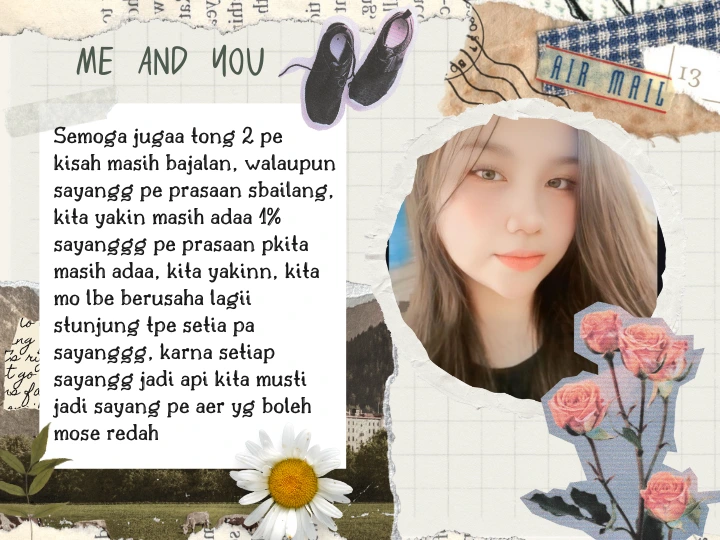 ME AND YOU
AIR MAIL
13
Semoga jugaa tong 2 pe
kisah masih bajalan, walaupun
sayangg pe prasaan sbailang,
kita yakin masih adaa 1%
sayanggg pe prasaan pkita
masih adaa, kita yakinn, kita
mo lbe berusaha lagii
stunjung tpe setia pa
sayanggg, karna setiap
sayangg jadi api kita musti
jadi sayang pe aer yg boleh
mose redah